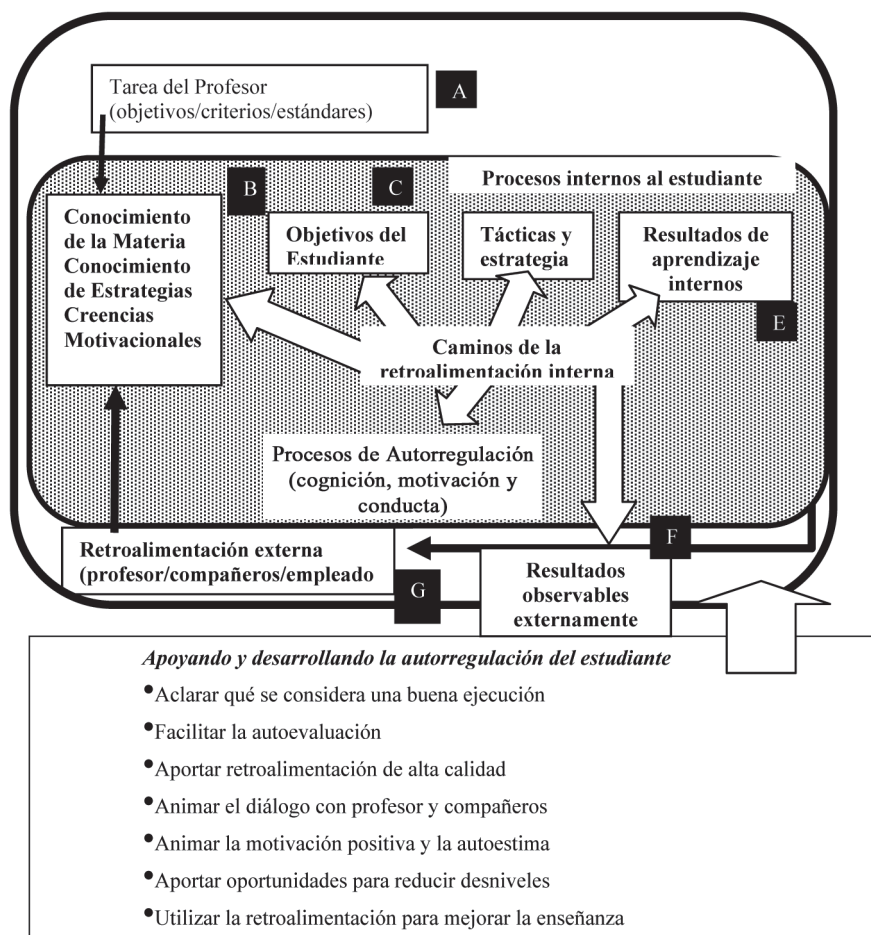 Tarea del Profesor
(objetivos/criterios/estándares)
A
B
C
Procesos internos al estudiante
Conocimiento
de la Materia
Conocimiento
de Estrategias
Creencias
Motivacionales
Objetivos del
Estudiante
Tácticas y
estrategia
Resultados de
aprendizaje
internos
E
Caminos de la
retroalimentación interna
Procesos de Autorregulación
(cognición, motivación y
conducta)
Retroalimentación externa
(profesor/compañeros/empleado
F
G
Resultados
observables
externamente
Apoyando y desarrollando la autorregulación del estudiante
•Aclarar qué se considera una buena ejecución
•Facilitar la autoevaluación
•Aportar retroalimentación de alta calidad
•Animar el diálogo con profesor y compañeros
•Animar la motivación positiva y la autoestima
•Aportar oportunidades para reducir desniveles
•Utilizar la retroalimentación para mejorar la enseñanza